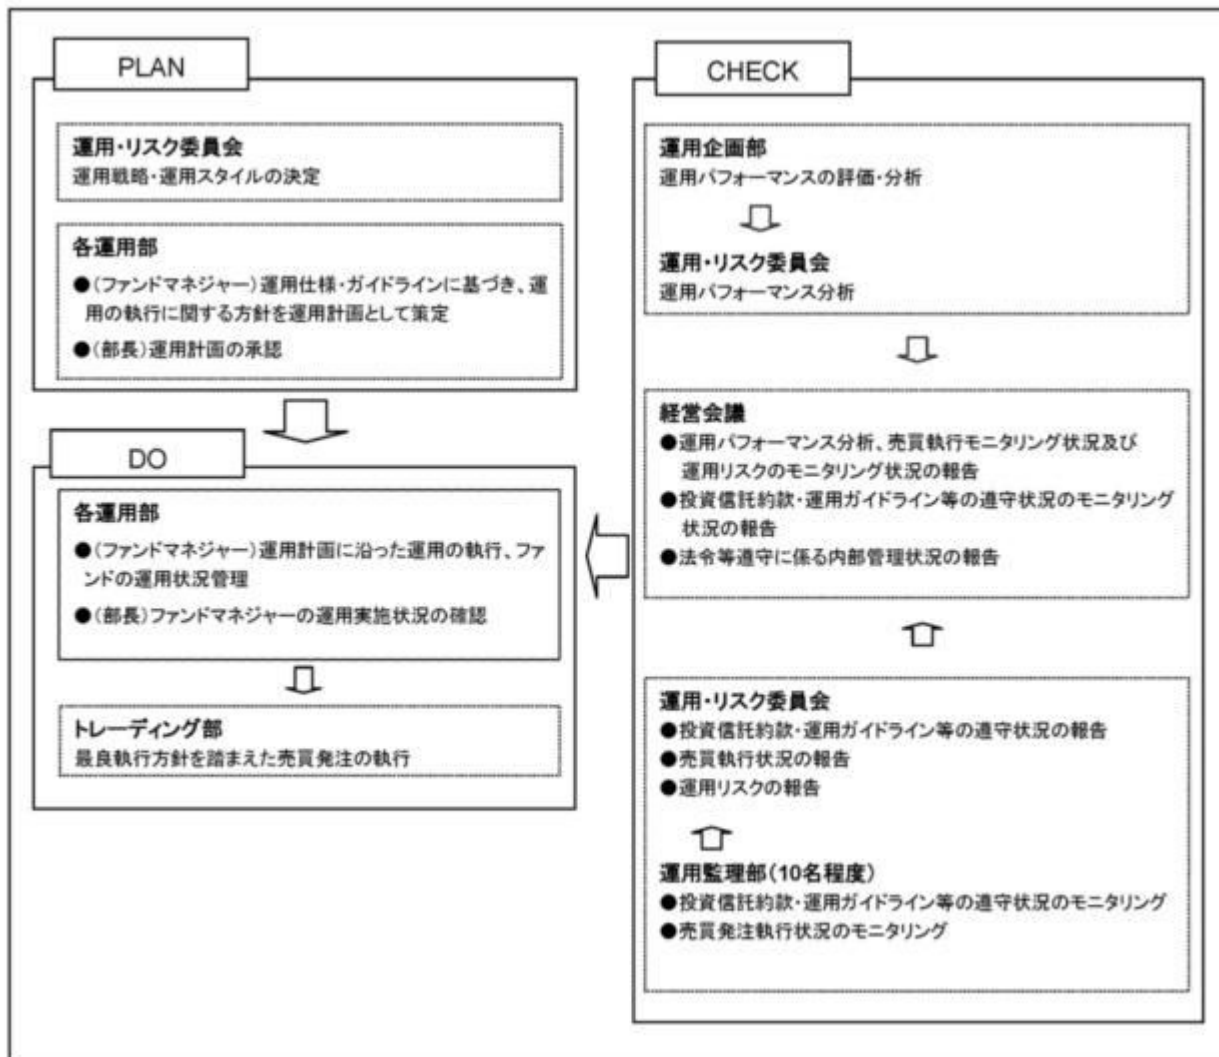 PLAN
運用・リスク委員会
運用戦略・運用スタイルの決定
各運用部
●(ファンドマネジャー)運用仕様・ガイドラインに基づき、運
用の執行に関する方針を運用計画として策定
●(部長)運用計画の承認
DO
各運用部
●(ファンドマネジャー)運用計画に沿った運用の執行、ファ
ンドの運用状況管理
●(部長)ファンドマネジャーの運用実施状況の確認
トレーディング部
最良執行方針を踏まえた売買発注の執行
CHECK
運用企画部
運用パフォーマンスの評価・分析
運用・リスク委員会
運用パフォーマンス分析
経営会議
●運用パフォーマンス分析、売買執行モニタリング状況及び
運用リスクのモニタリング状況の報告
●投資信託約款・運用ガイドライン等の遵守状況のモニタリング
状況の報告
●法令等遵守に係る内部管理状況の報告
運用・リスク委員会
●投資信託約款・運用ガイドライン等の遵守状況の報告
●売買執行状況の報告
●運用リスクの報告
運用監理部(10名程度)
●投資信託約款・運用ガイドライン等の遵守状況のモニタリング
●売買発注執行状況のモニタリング